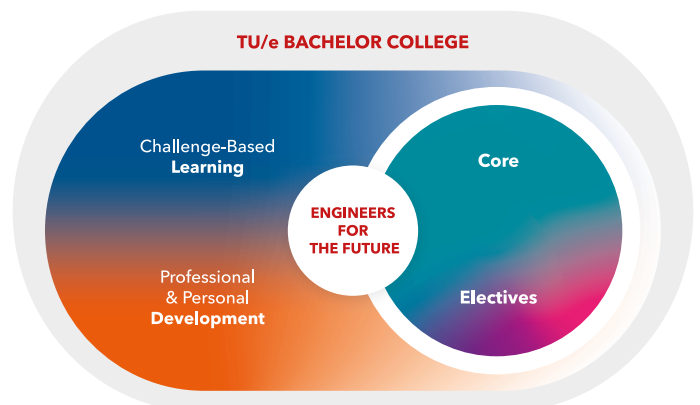 TU/e BACHELOR COLLEGE
Challenge-Based
Learning
Core
ENGINEERS
FOR
THE FUTURE
Professional
& Personal
Development
Electives